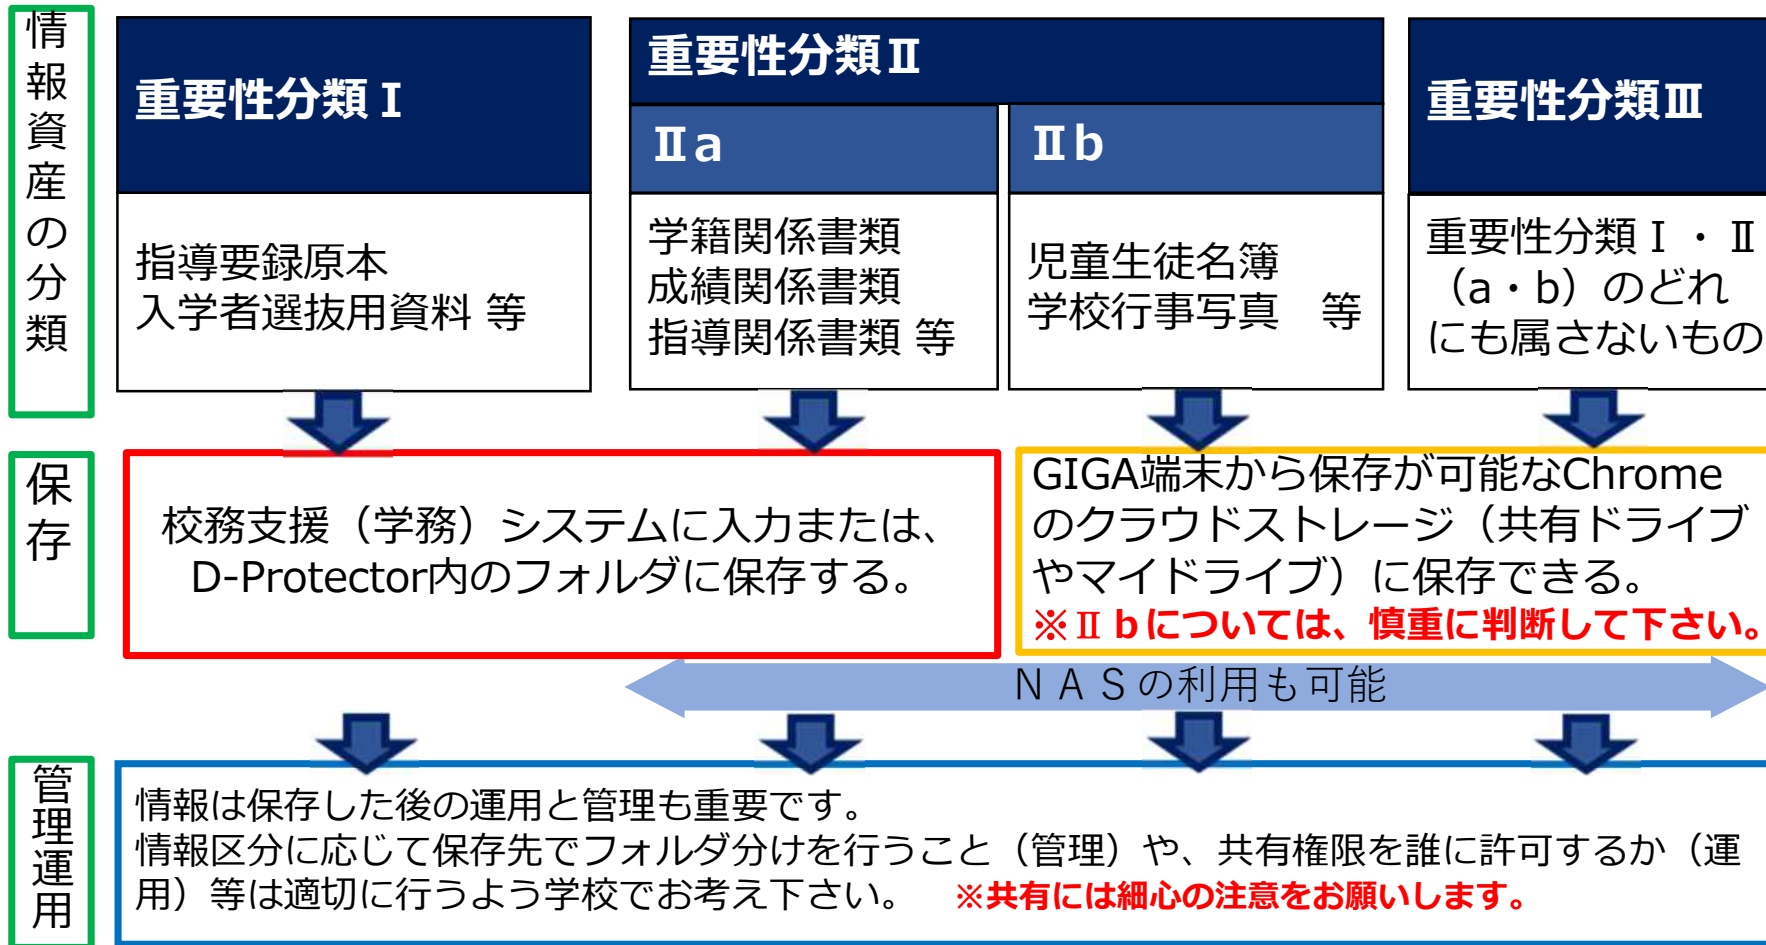 情報資産の分類
重要性分類Ⅰ
重要性分類Ⅱ
Ⅱa
Ⅱb
重要性分類Ⅲ
指導要録原本
入学者選抜用資料 等
学籍関係書類
成績関係書類
指導関係書類 等
児童生徒名簿
学校行事写真　等
重要性分類Ⅰ・Ⅱ
（a・b）のどれ
にも属さないもの
保存
校務支援（学務）システムに入力または、
D-Protector内のフォルダに保存する。
GIGA端末から保存が可能なChrome
のクラウドストレージ（共有ドライブ
やマイドライブ）に保存できる。
※Ⅱｂについては、慎重に判断して下さい。
ＮＡＳの利用も可能
管理運用
情報は保存した後の運用と管理も重要です。
情報区分に応じて保存先でフォルダ分けを行うこと（管理）や、共有権限を誰に許可するか（運
用）等は適切に行うよう学校でお考え下さい。　※共有には細心の注意をお願いします。